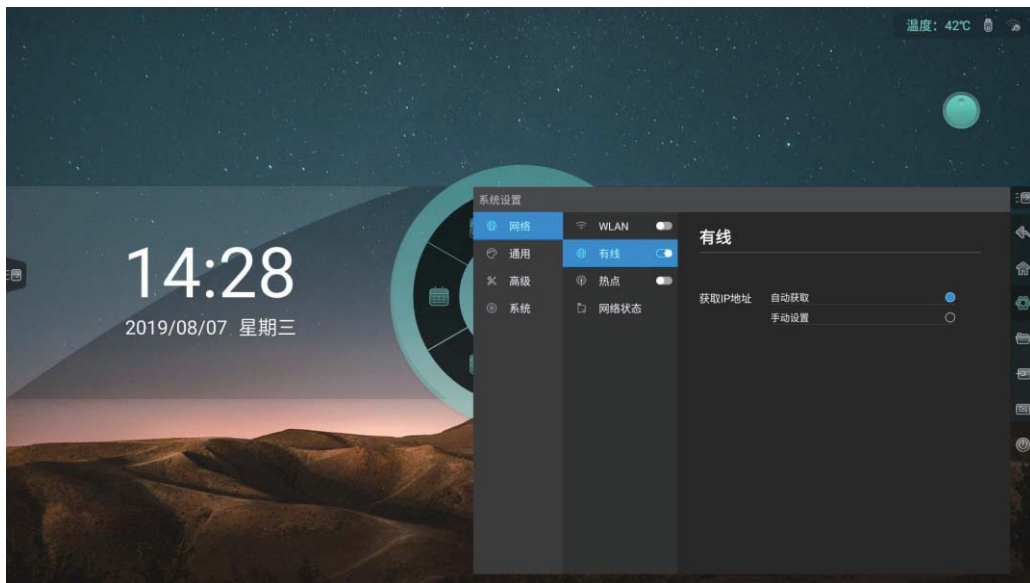 温度：42℃
14:28
2019/08/07 星期三
系统设置
网络
通用
高级
系统
WLAN
有线
热点
网络状态
有线
获取IP地址
自动获取
手动设置